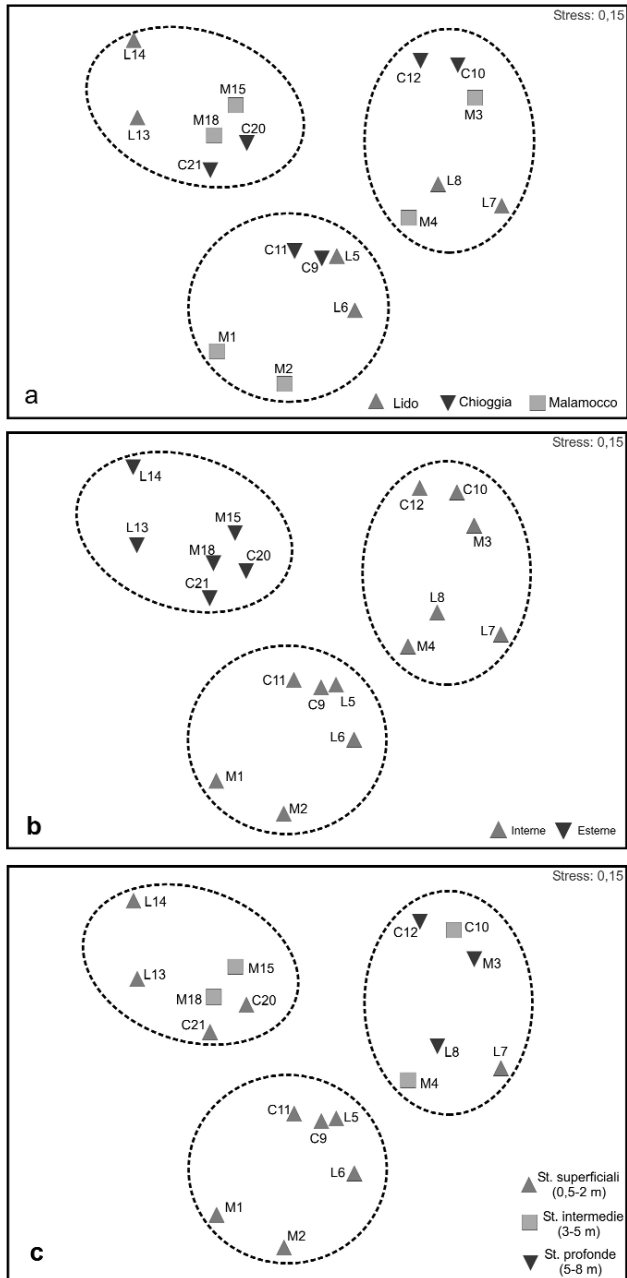 Stress: 0,15
L14
M15
L13
M18
C20
C21
C12
C10
M3
L8
L7
M4
C11
C9
L5
L6
M1
M2
a
Lido
Chioggia
Malamocco
Stress: 0,15
L14
M15
L13
M18
C20
C21
C12
C10
M3
L8
L7
M4
C11
C9
L5
L6
M1
M2
b
Interne
Esterne
Stress: 0,15
L14
M15
L13
M18
C20
C21
C12
C10
M3
L8
L7
M4
C11
C9
L5
L6
M1
M2
c
St. superficiali
(0,5-2 m)
St. intermedie
(3-5 m)
St. profonde
(5-8 m)